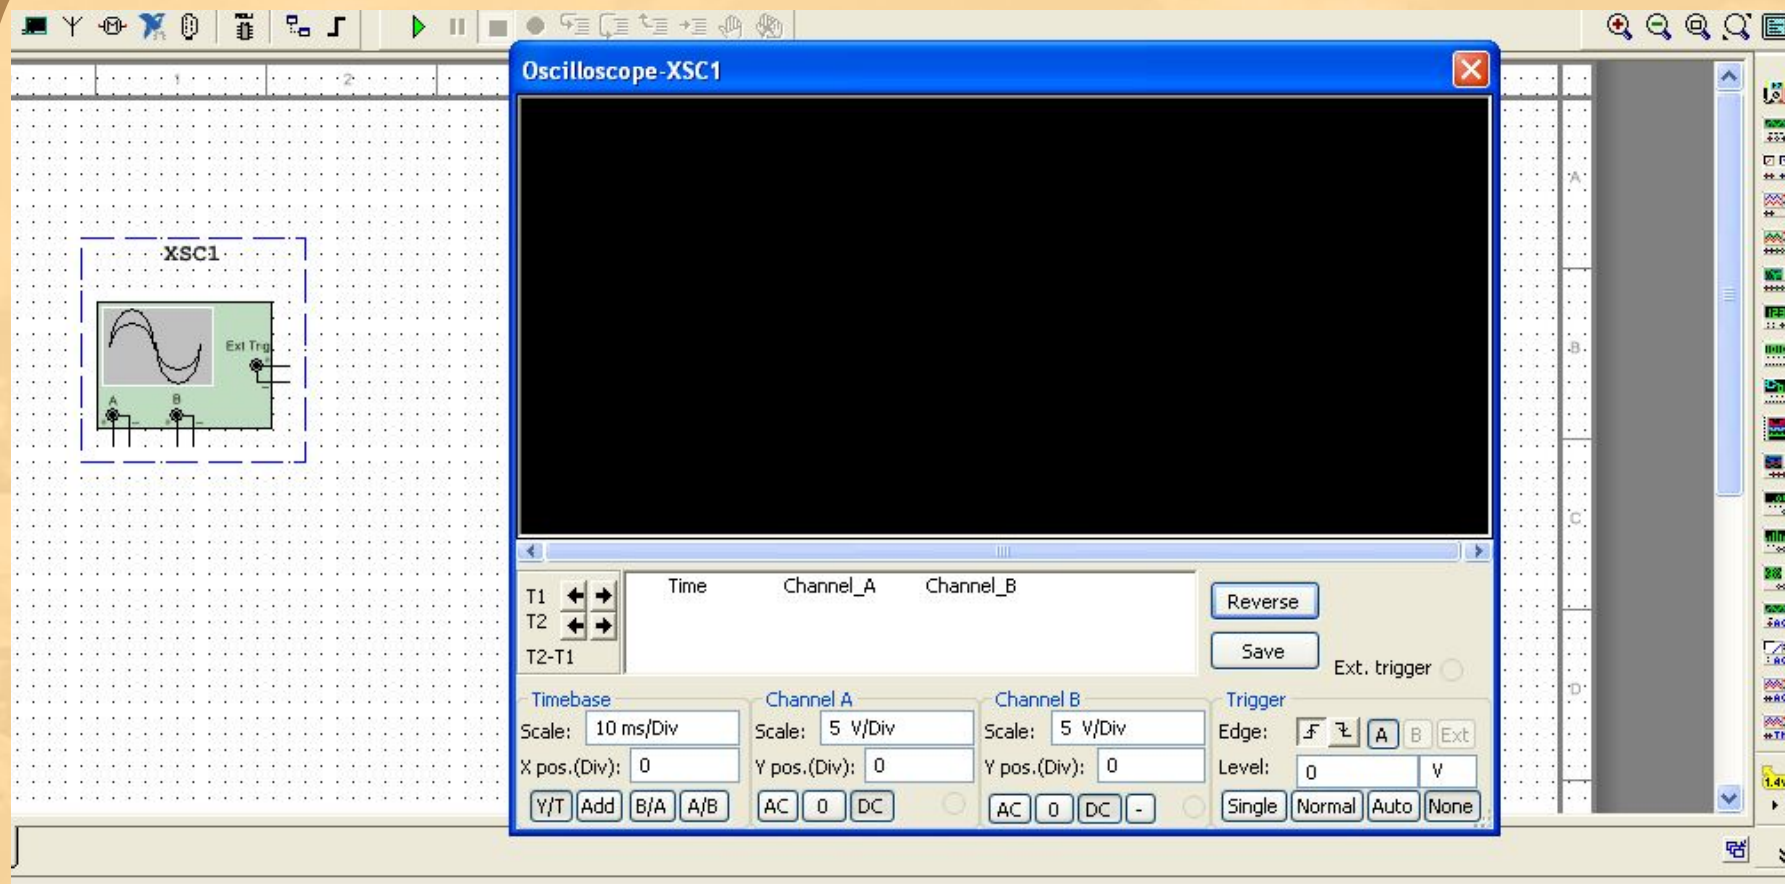 Oscilloscope-XSC1
1 2
A
XSC1
Ext Trig
B
A B
C
Time Channel_A Channel_B
T1
T2
T2-T1
Reverse
Save
Ext. trigger
D
Timebase
Scale: 10 ms/Div
X pos.(Div): 0
Y/T Add B/A A/B
Channel A
Scale: 5 V/Div
Y pos.(Div): 0
AC 0 DC
Channel B
Scale: 5 V/Div
Y pos.(Div): 0
AC 0 DC -
Trigger
Edge: A B Ext
Level: 0 V
Single Normal Auto None